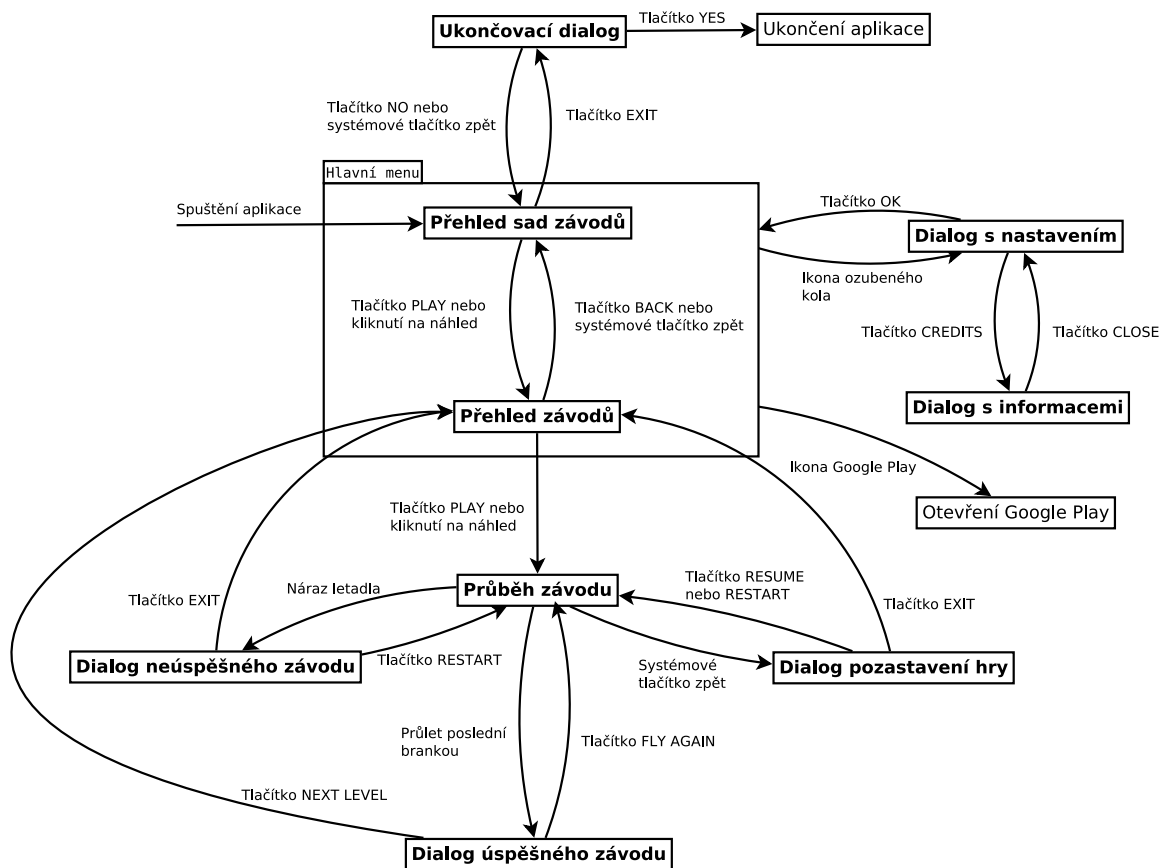 Ukončovací dialog
Tlačítko YES
Ukončení aplikace
Tlačítko NO nebo
systémové tlačítko zpět
Tlačítko EXIT
Hlavní menu
Spuštění aplikace
Přehled sad závodů
Tlačítko OK
Dialog s nastavením
Ikona ozubeného
kola
Tlačítko PLAY nebo
kliknutí na náhled
Tlačítko BACK nebo
systémové tlačítko zpět
Tlačítko CREDITS
Tlačítko CLOSE
Dialog s informacemi
Přehled závodů
Ikona Google Play
Otevření Google Play
Tlačítko PLAY nebo
kliknutí na náhled
Náraz letadla
Průběh závodu
Tlačítko RESUME
nebo RESTART
Tlačítko EXIT
Tlačítko EXIT
Dialog neúspěšného závodu
Tlačítko RESTART
Systémové
tlačítko zpět
Dialog pozastavení hry
Průlet poslední
brankou
Tlačítko FLY AGAIN
Tlačítko NEXT LEVEL
Dialog úspěšného závodu